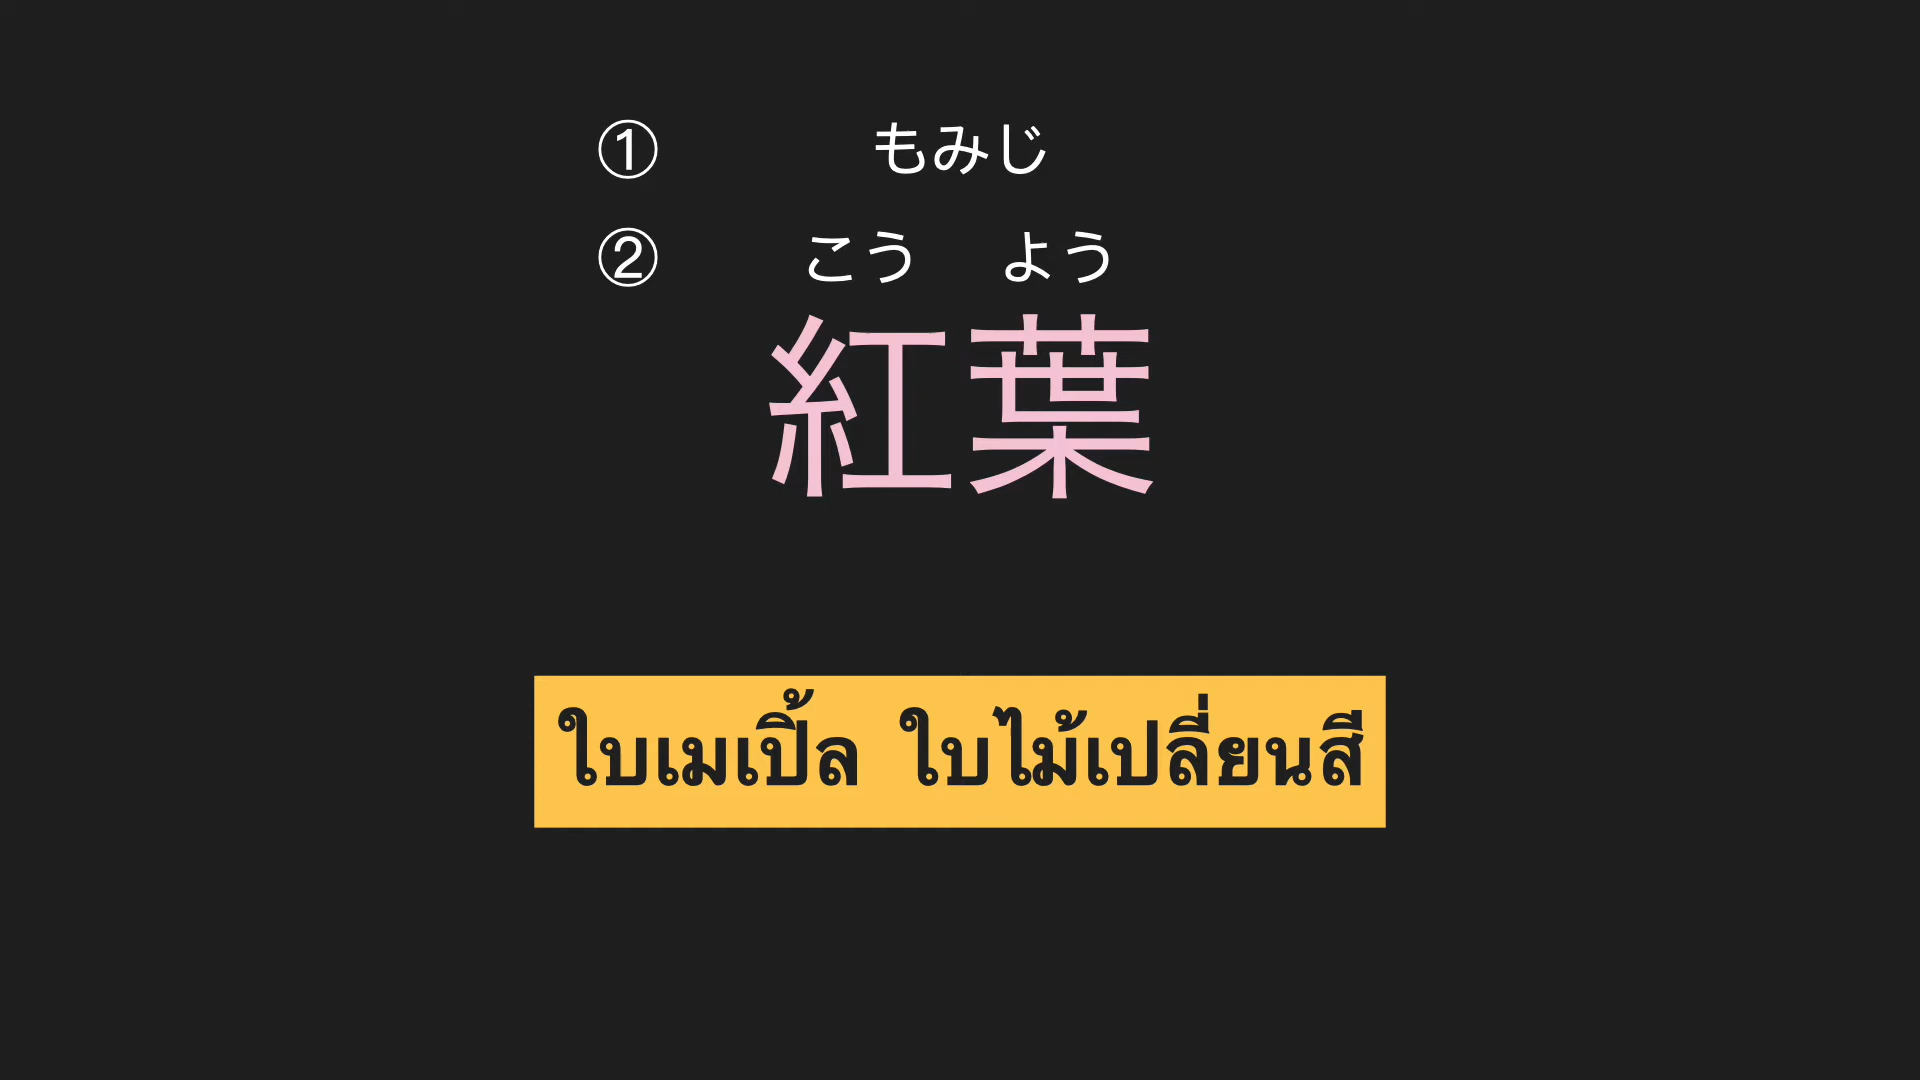 ① もみじ
② こう よう
紅葉
ใบเมเปิ้ล ใบไม้เปลี่ยนสี